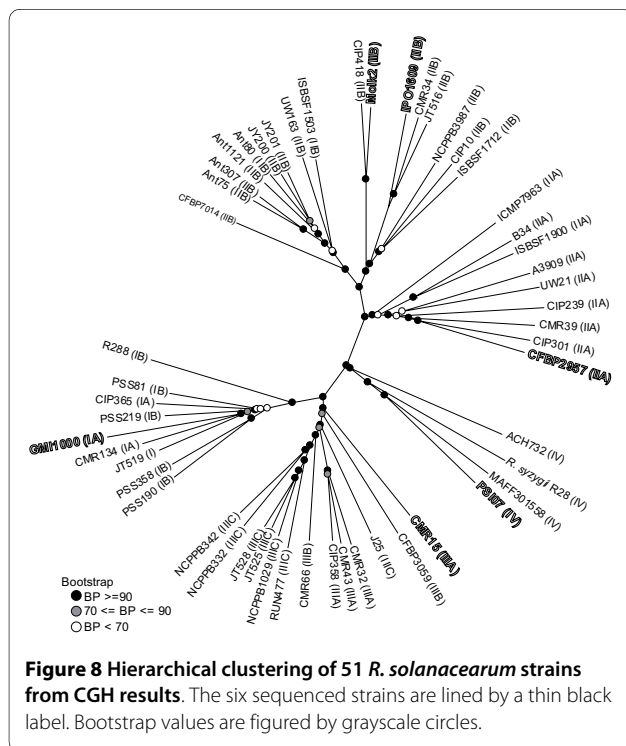 CIP418 (IIB)
Molk2 (IIB)
IPO1609 (IIB)
CMR34 (IIB)
JT516 (IIB)
NCPPB3987 (IIB)
CIP10 (IIB)
ISBSF1712 (IIB)
ICMP7963 (IIA)
B34 (IIA)
ISBSF1900 (IIA)
A3909 (IIA)
UW21 (IIA)
CIP239 (IIA)
CMR39 (IIA)
CIP301 (IIA)
CFBP2957 (IIA)
ACH732 (IV)
R. syzygii R28 (IV)
MAFF301558 (IV)
PSI07 (IV)
CMR15 (IIIA)
CFBP3059 (IIIB)
J25 (IIIC)
CMR32 (IIIA)
CMR43 (IIIA)
CIP358 (IIIA)
CMR66 (IIIB)
RUN477 (IIIC)
NCPPB1029 (IIIC)
JT525 (IIIC)
JT528 (IIIC)
NCPPB332 (IIIC)
NCPPB342 (IIIC)
PSS190 (IB)
PSS358 (IB)
JT519 (I)
CMR134 (IA)
GMI1000 (IA)
PSS219 (IB)
CIP365 (IA)
PSS81 (IB)
R288 (IB)
CFBP7014 (IIB)
Ant75 (IIB)
Ant307 (IIB)
Ant1121 (IIB)
Ant80 (IIB)
JY200 (IIB)
JY201 (IIB)
UW163 (IIB)
ISBSF1503 (IIB)
Bootstrap
BP >=90
70 <= BP <= 90
BP < 70
Figure 8 Hierarchical clustering of 51 R. solanacearum strains
from CGH results. The six sequenced strains are lined by a thin black
label. Bootstrap values are figured by grayscale circles.